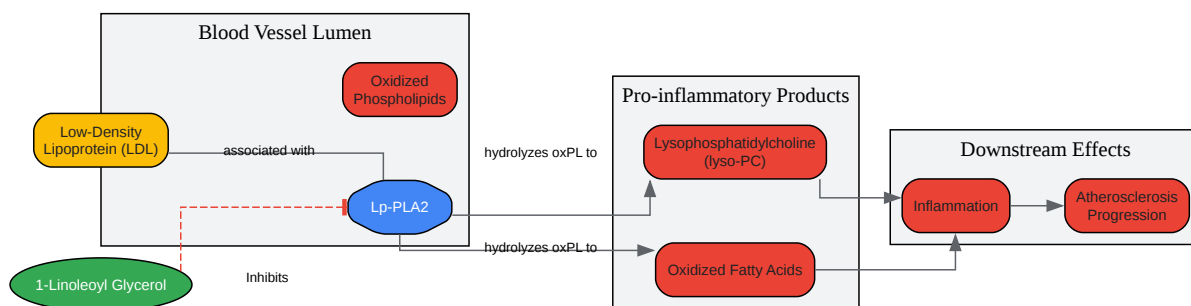 Blood Vessel Lumen
Oxidized
Phospholipids
Low-Density
Lipoprotein (LDL)
associated with
Lp-PLA2
Inhibits
1-Linoleoyl Glycerol
hydrolyzes oxPL to
hydrolyzes oxPL to
Pro-inflammatory Products
Lysophosphatidylcholine
(lyso-PC)
Oxidized Fatty Acids
Downstream Effects
Inflammation
Atherosclerosis
Progression